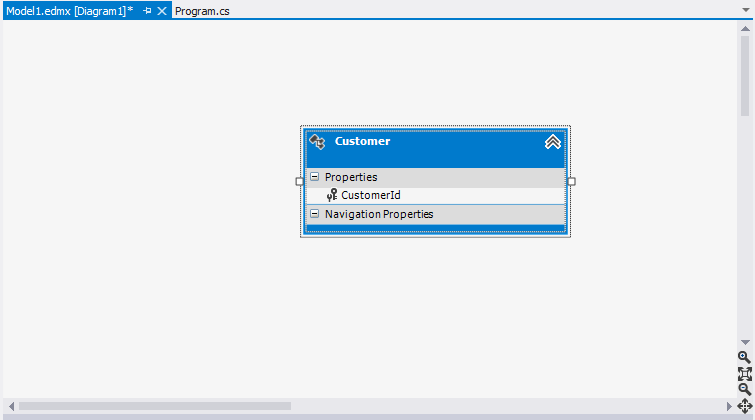 Model1.edmx [Diagram1]* Program.cs
Customer
Properties
CustomerId
Navigation Properties